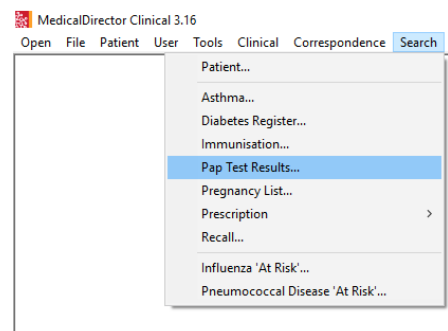 MedicalDirector Clinical 3.16
Open File Patient User Tools Clinical Correspondence Search
Patient...
Asthma...
Diabetes Register...
Immunisation...
Pap Test Results...
Pregnancy List...
Prescription
Recall...
Influenza 'At Risk'...
Pneumococcal Disease 'At Risk'...